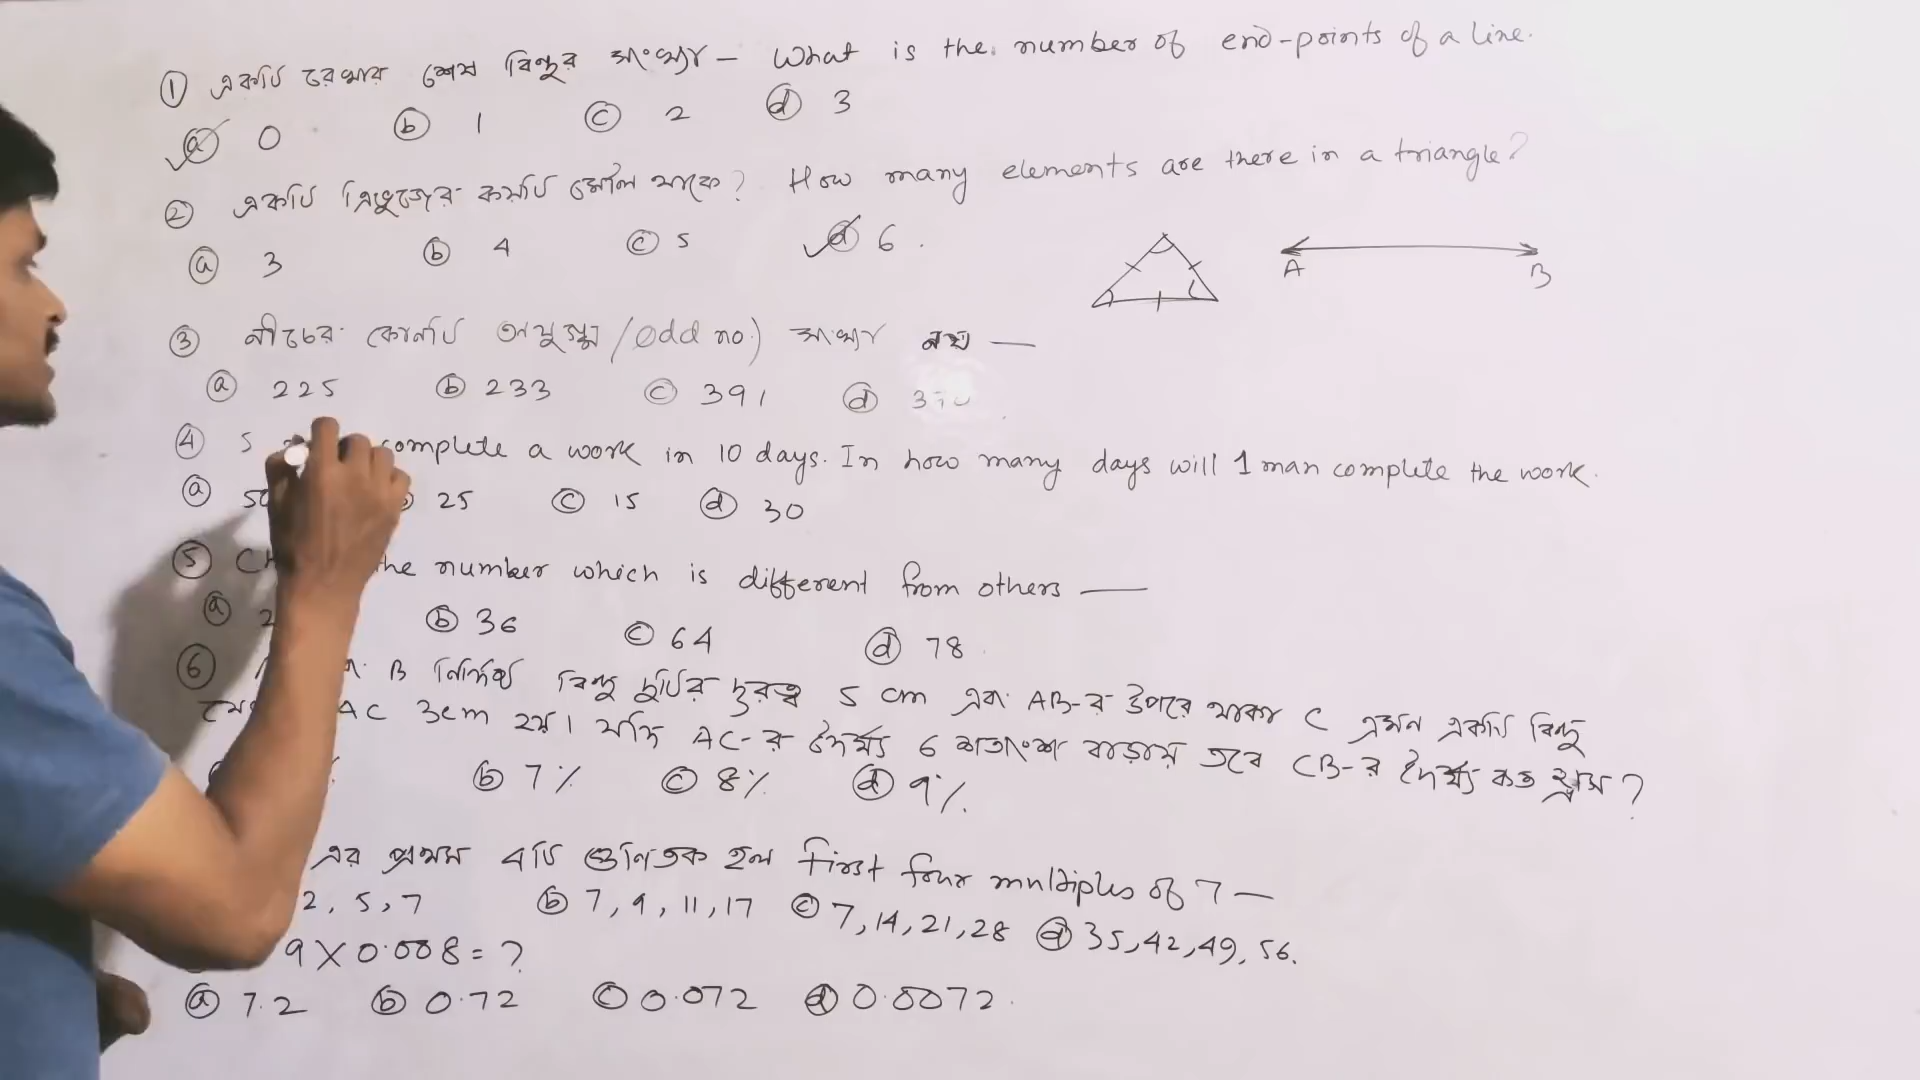 ① একটি রেখার শেষ বিন্দুর সংখ্যা – What is the number of end-points of a line.
ⓐ 0 ⓑ 1 ⓒ 2 ⓓ 3
② একটি ত্রিভুজের কয়টি মৌল থাকে? How many elements are there in a triangle?
ⓐ 3 ⓑ 4 ⓒ 5 ⓓ 6
A B
③ নীচের কোনটি অযুগ্ম / (odd no.) সংখ্যা নয় —
ⓐ 225 ⓑ 233 ⓒ 391 ⓓ
④ 5 complete a work in 10 days. In how many days will 1 man complete the work.
ⓐ ⓑ 25 ⓒ 15 ⓓ 30
⑤ the number which is different from others —
ⓐ ⓑ 36 ⓒ 64 ⓓ 78
⑥ B নির্দিষ্ট বিন্দু দুটির দূরত্ব 5 cm এবং AB-র উপরে থাকা C এমন একটি বিন্দু
AC 3cm হয়। যদি AC-র দৈর্ঘ্য 6 শতাংশ বাড়ায় তবে CB-র দৈর্ঘ্য কত হ্রাস?
ⓑ 7% ⓒ 8% ⓓ 9%
এর প্রথম 4টি গুণিতক হল First four multiples of 7 —
2, 5, 7 ⓑ 7, 9, 11, 17 ⓒ 7, 14, 21, 28 ⓓ 35, 42, 49, 56.
9 X 0.008 = ?
ⓐ 7.2 ⓑ 0.72 ⓒ 0.072 ⓓ 0.0072.